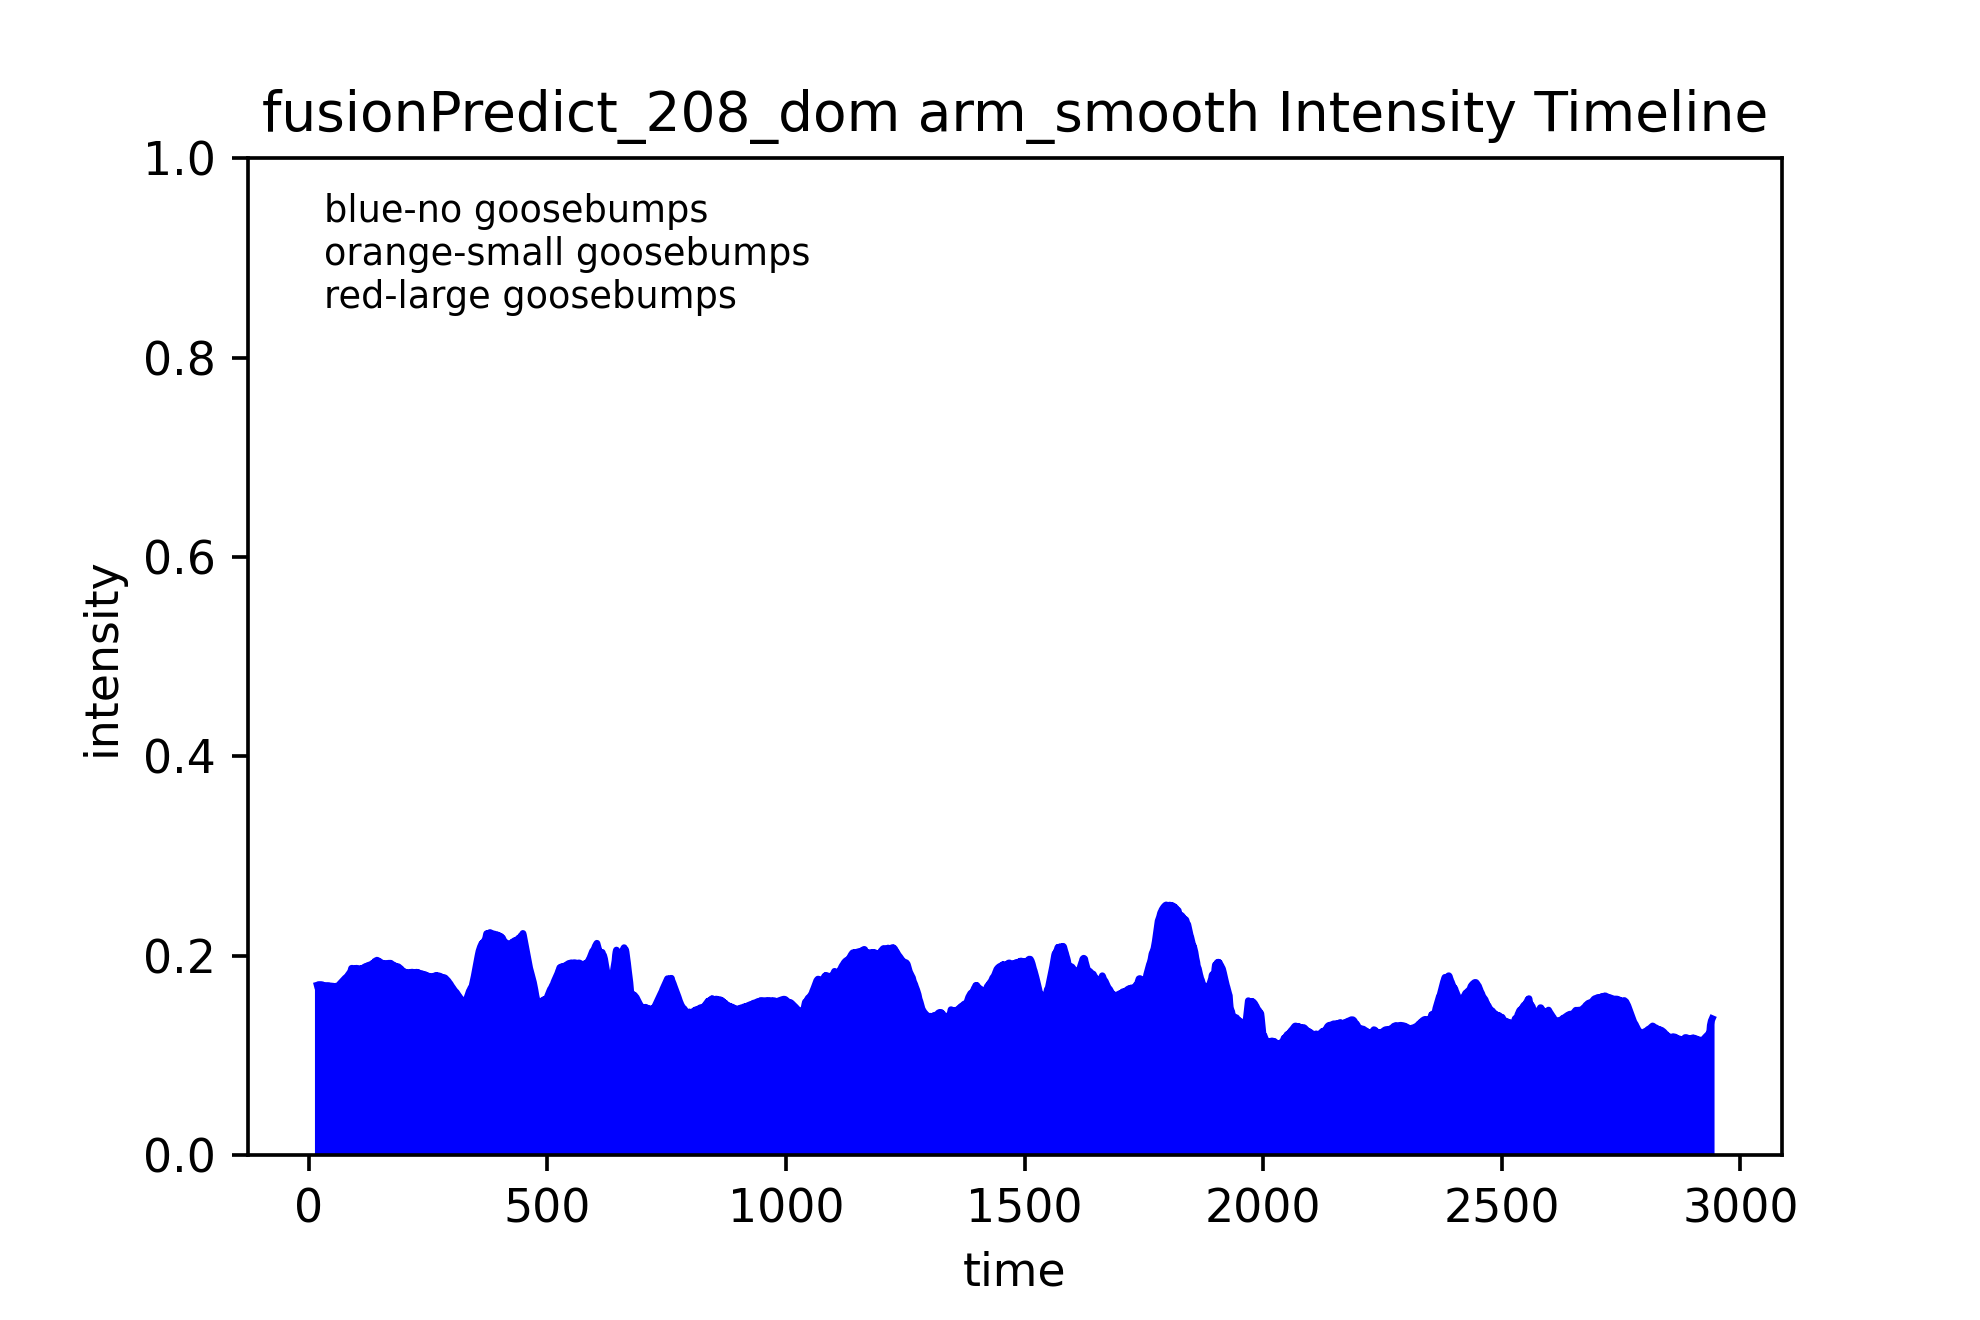 fusionPredict_208_dom arm_smooth Intensity Timeline
1.0
blue-no goosebumps
orange-small goosebumps
red-large goosebumps
0.8
0.6
intensity
0.4
0.2
0.0
0 500 1000 1500 2000 2500 3000
time